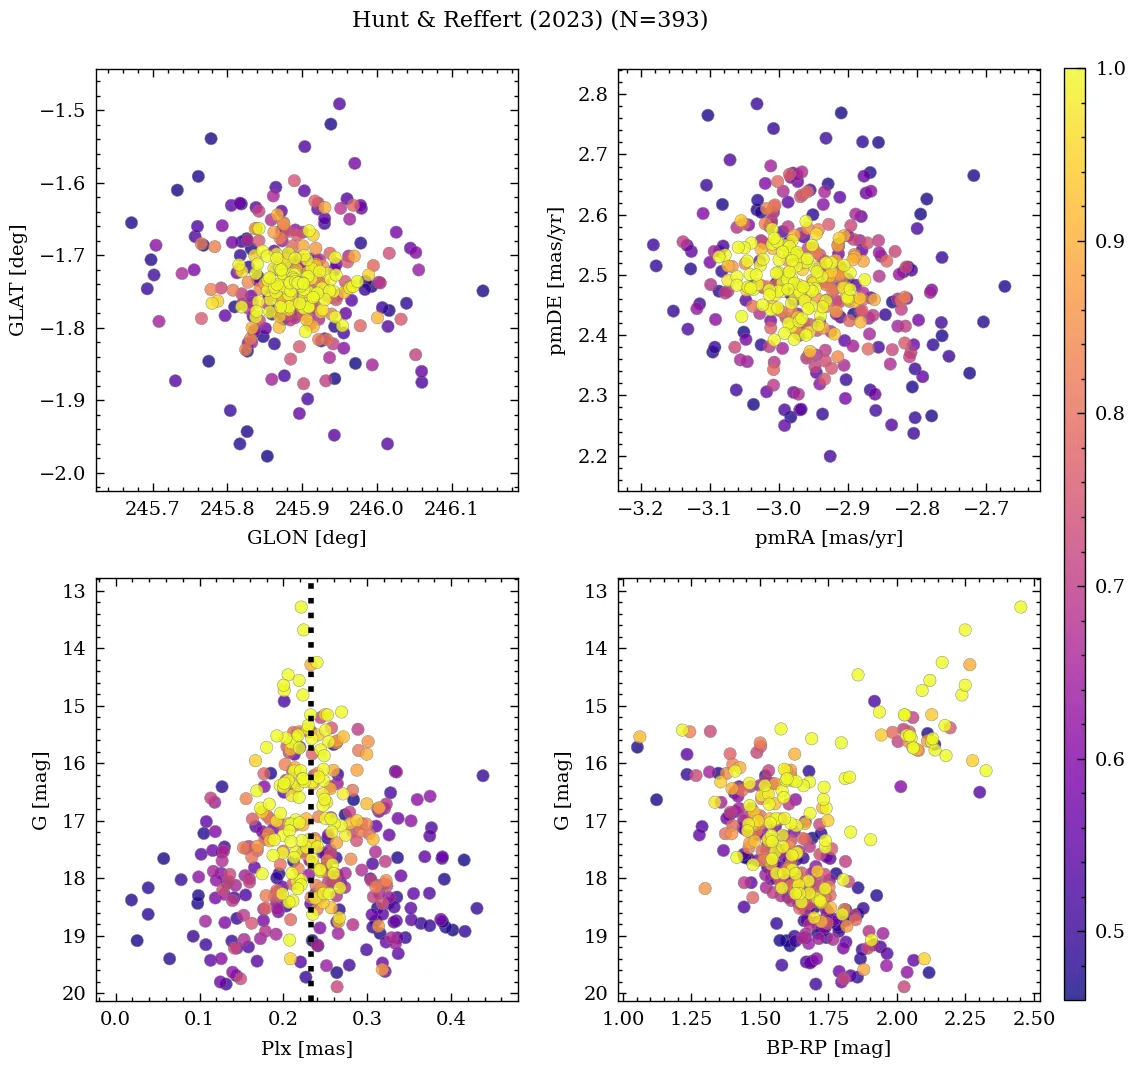 Hunt & Reffert (2023) (N=393)
−1.5
−1.6
−1.7
−1.8
−1.9
−2.0
GLAT [deg]
245.7 245.8 245.9 246.0 246.1
GLON [deg]
2.8
2.7
2.6
2.5
2.4
2.3
2.2
pmDE [mas/yr]
−3.2 −3.1 −3.0 −2.9 −2.8 −2.7
pmRA [mas/yr]
13
14
15
16
17
18
19
20
G [mag]
0.0 0.1 0.2 0.3 0.4
Plx [mas]
13
14
15
16
17
18
19
20
G [mag]
1.00 1.25 1.50 1.75 2.00 2.25 2.50
BP-RP [mag]
1.0
0.9
0.8
0.7
0.6
0.5